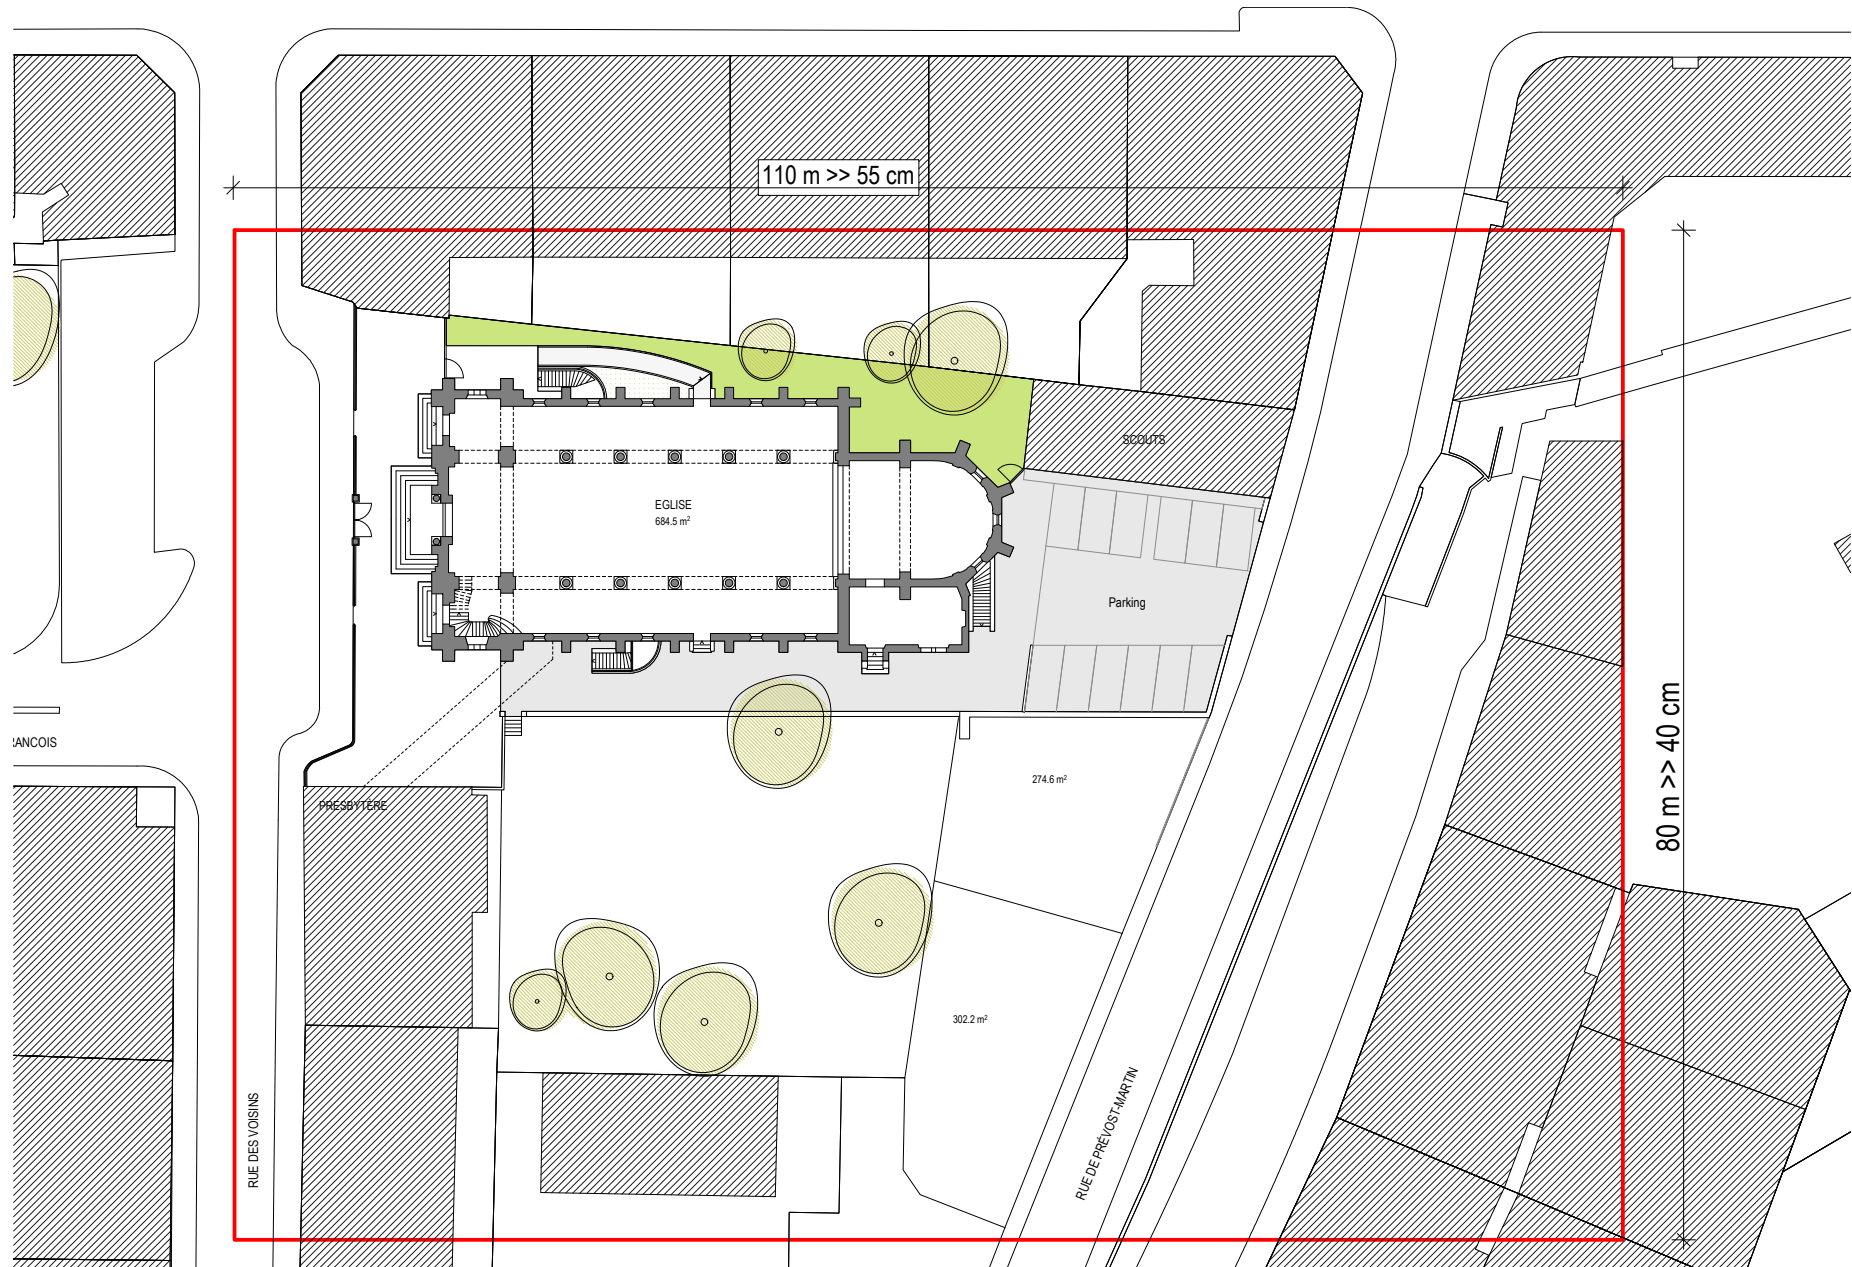 110 m >> 55 cm
SCOUTS
EGLISE
684.5 m²
Parking
80 m >> 40 cm
RANCOIS
274.6 m²
PRESBYTÈRE
302.2 m²
RUE DES VOISINS
RUE DE PRÉVOST-MARTIN